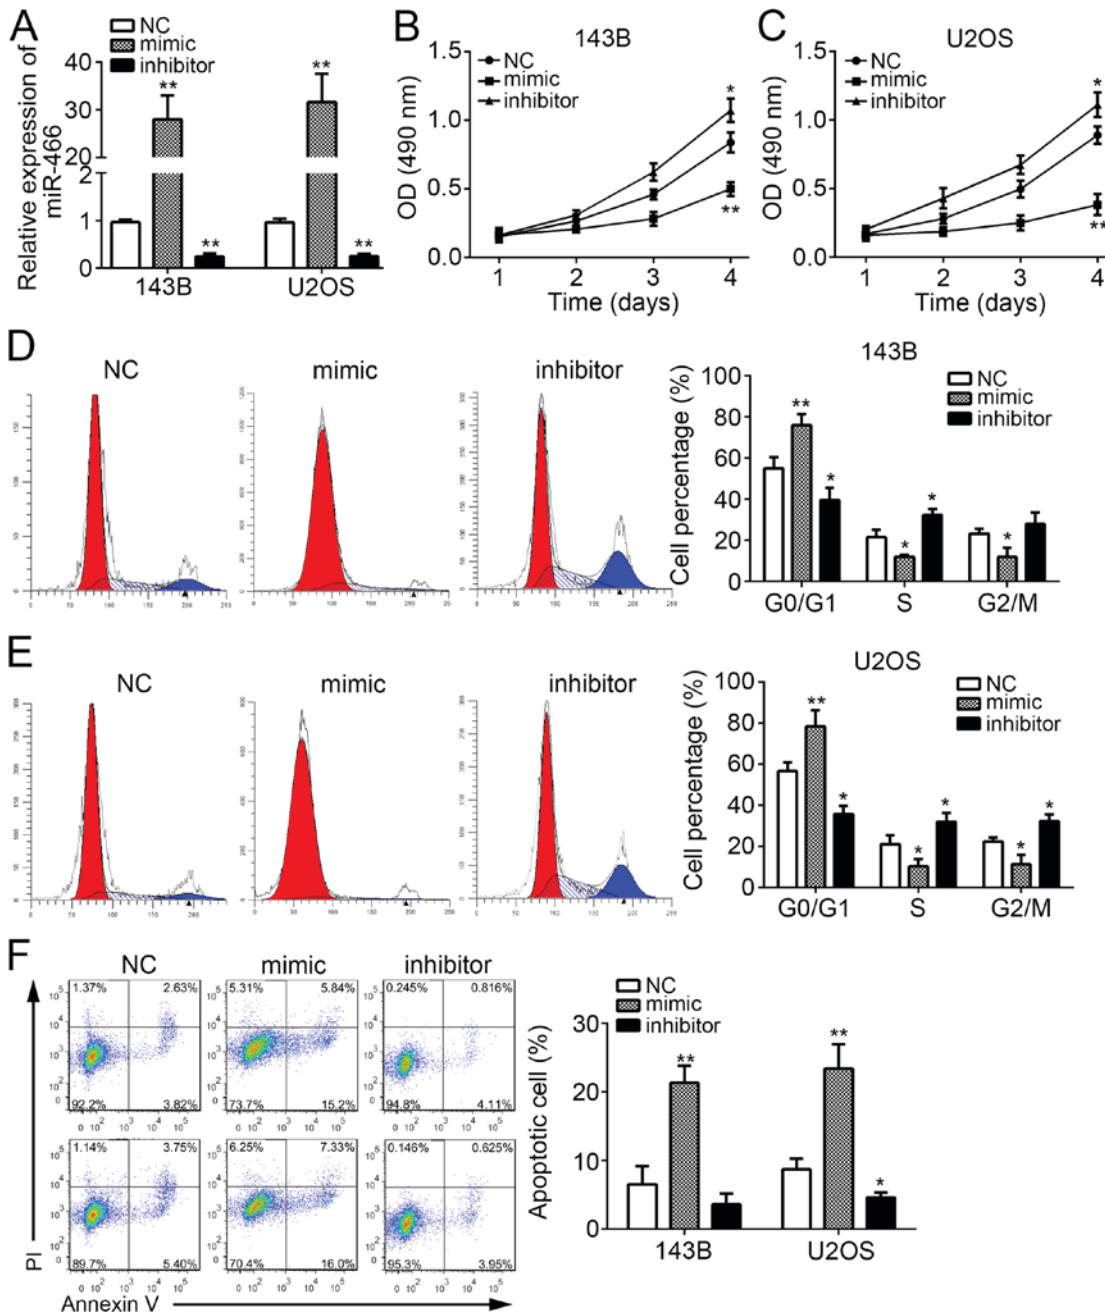 A
NC
mimic
inhibitor
Relative expression of
miR-466
40
30
20
2
1
0
**
**
**
**
143B
U2OS
B
143B
NC
mimic
inhibitor
OD (490 nm)
1.5
1.0
0.5
0.0
*
**
1 2 3 4
Time (days)
C
U2OS
NC
mimic
inhibitor
OD (490 nm)
1.5
1.0
0.5
0.0
*
**
1 2 3 4
Time (days)
D
NC
mimic
inhibitor
143B
NC
mimic
inhibitor
Cell percentage (%)
100
80
60
40
20
0
**
*
*
*
*
G0/G1 S G2/M
E
NC
mimic
inhibitor
U2OS
NC
mimic
inhibitor
Cell percentage (%)
100
80
60
40
20
0
**
*
*
*
*
*
G0/G1 S G2/M
F
NC
mimic
inhibitor
1.37% 2.63%
92.2% 3.82%
5.31% 5.84%
73.7% 15.2%
0.245% 0.816%
94.8% 4.11%
1.14% 3.75%
89.7% 5.40%
6.25% 7.33%
70.4% 16.0%
0.146% 0.625%
95.3% 3.95%
PI
Annexin V
NC
mimic
inhibitor
Apoptotic cell (%)
30
20
10
0
**
**
*
143B
U2OS